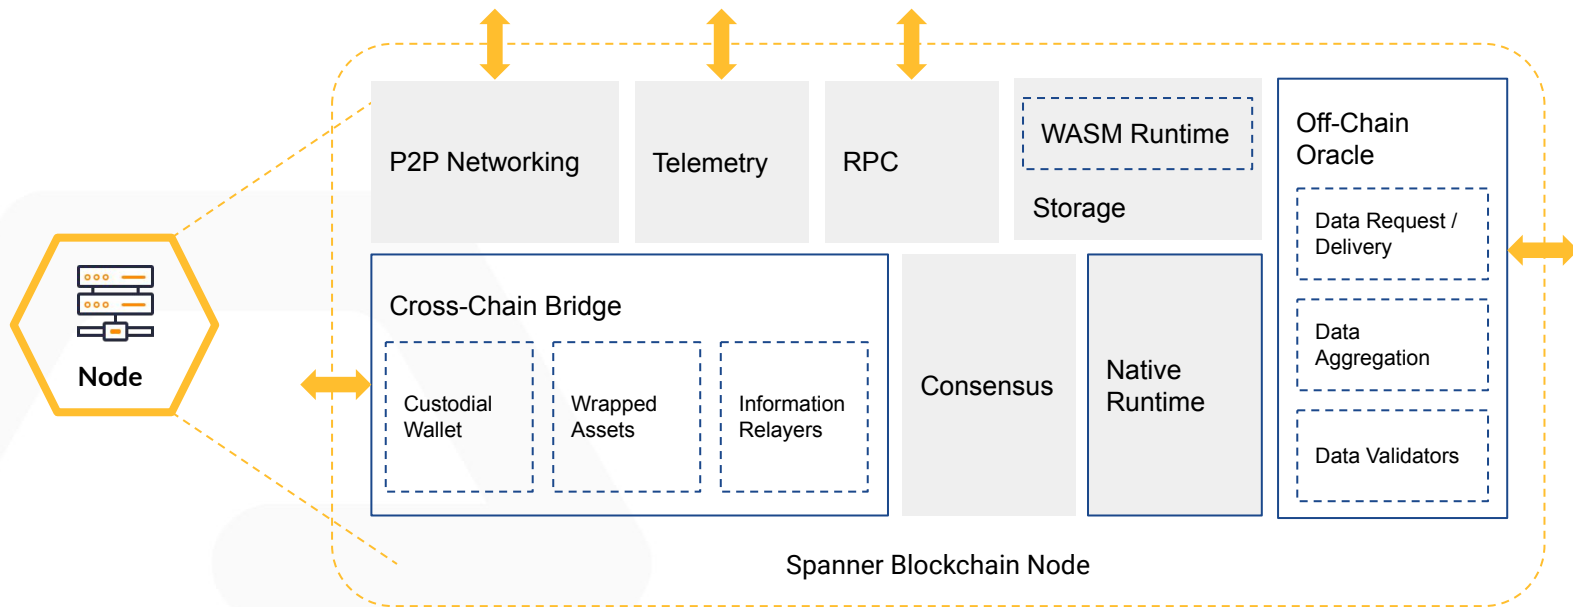 P2P Networking
Telemetry
RPC
WASM Runtime
Storage
Off-Chain
Oracle
Data Request /
Delivery
Data
Aggregation
Data Validators
Node
Cross-Chain Bridge
Custodial
Wallet
Wrapped
Assets
Information
Relayers
Consensus
Native
Runtime
Spanner Blockchain Node